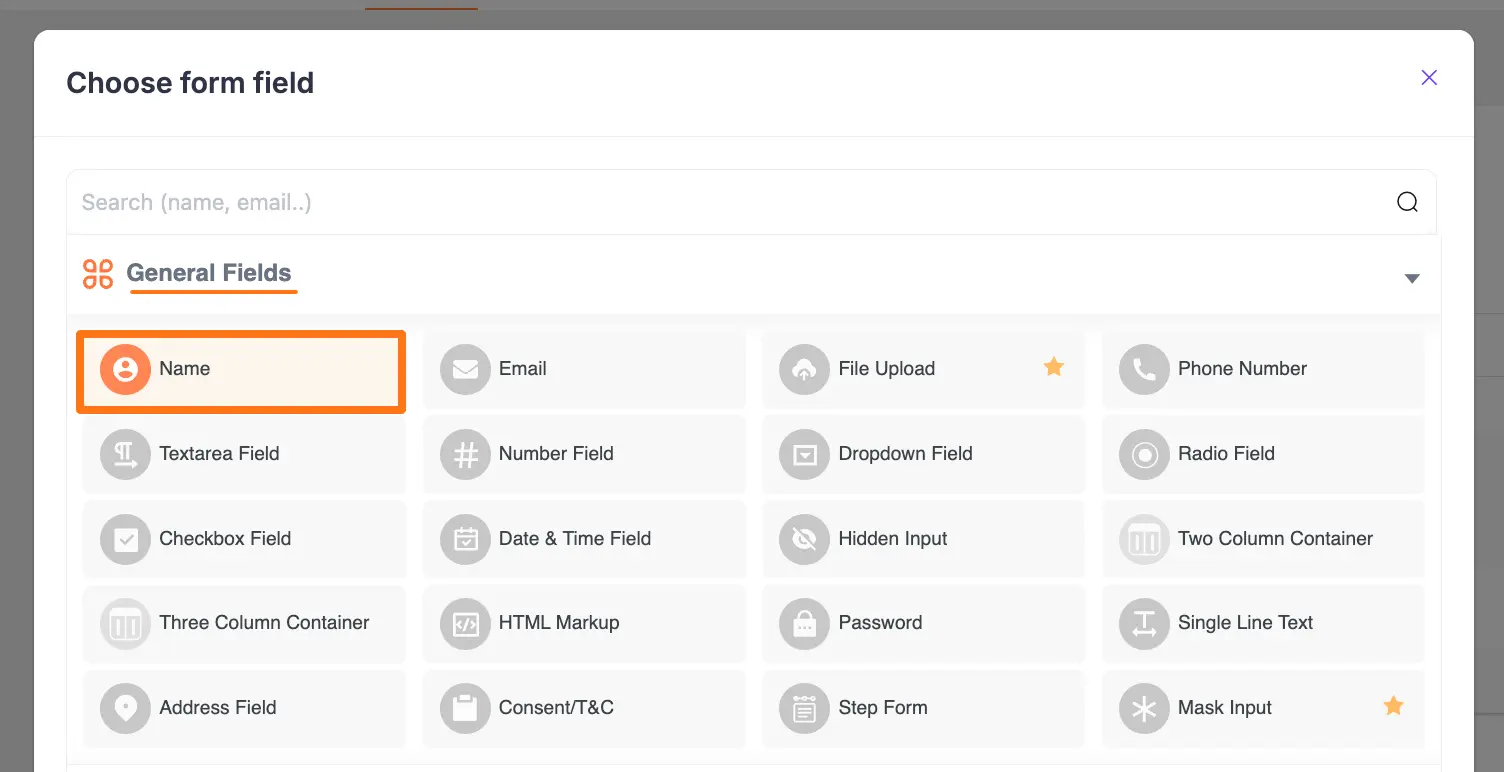 Choose form field
Search (name, email..)
General Fields
Name
Email
File Upload
Phone Number
Textarea Field
Number Field
Dropdown Field
Radio Field
Checkbox Field
Date & Time Field
Hidden Input
Two Column Container
Three Column Container
HTML Markup
Password
Single Line Text
Address Field
Consent/T&C
Step Form
Mask Input